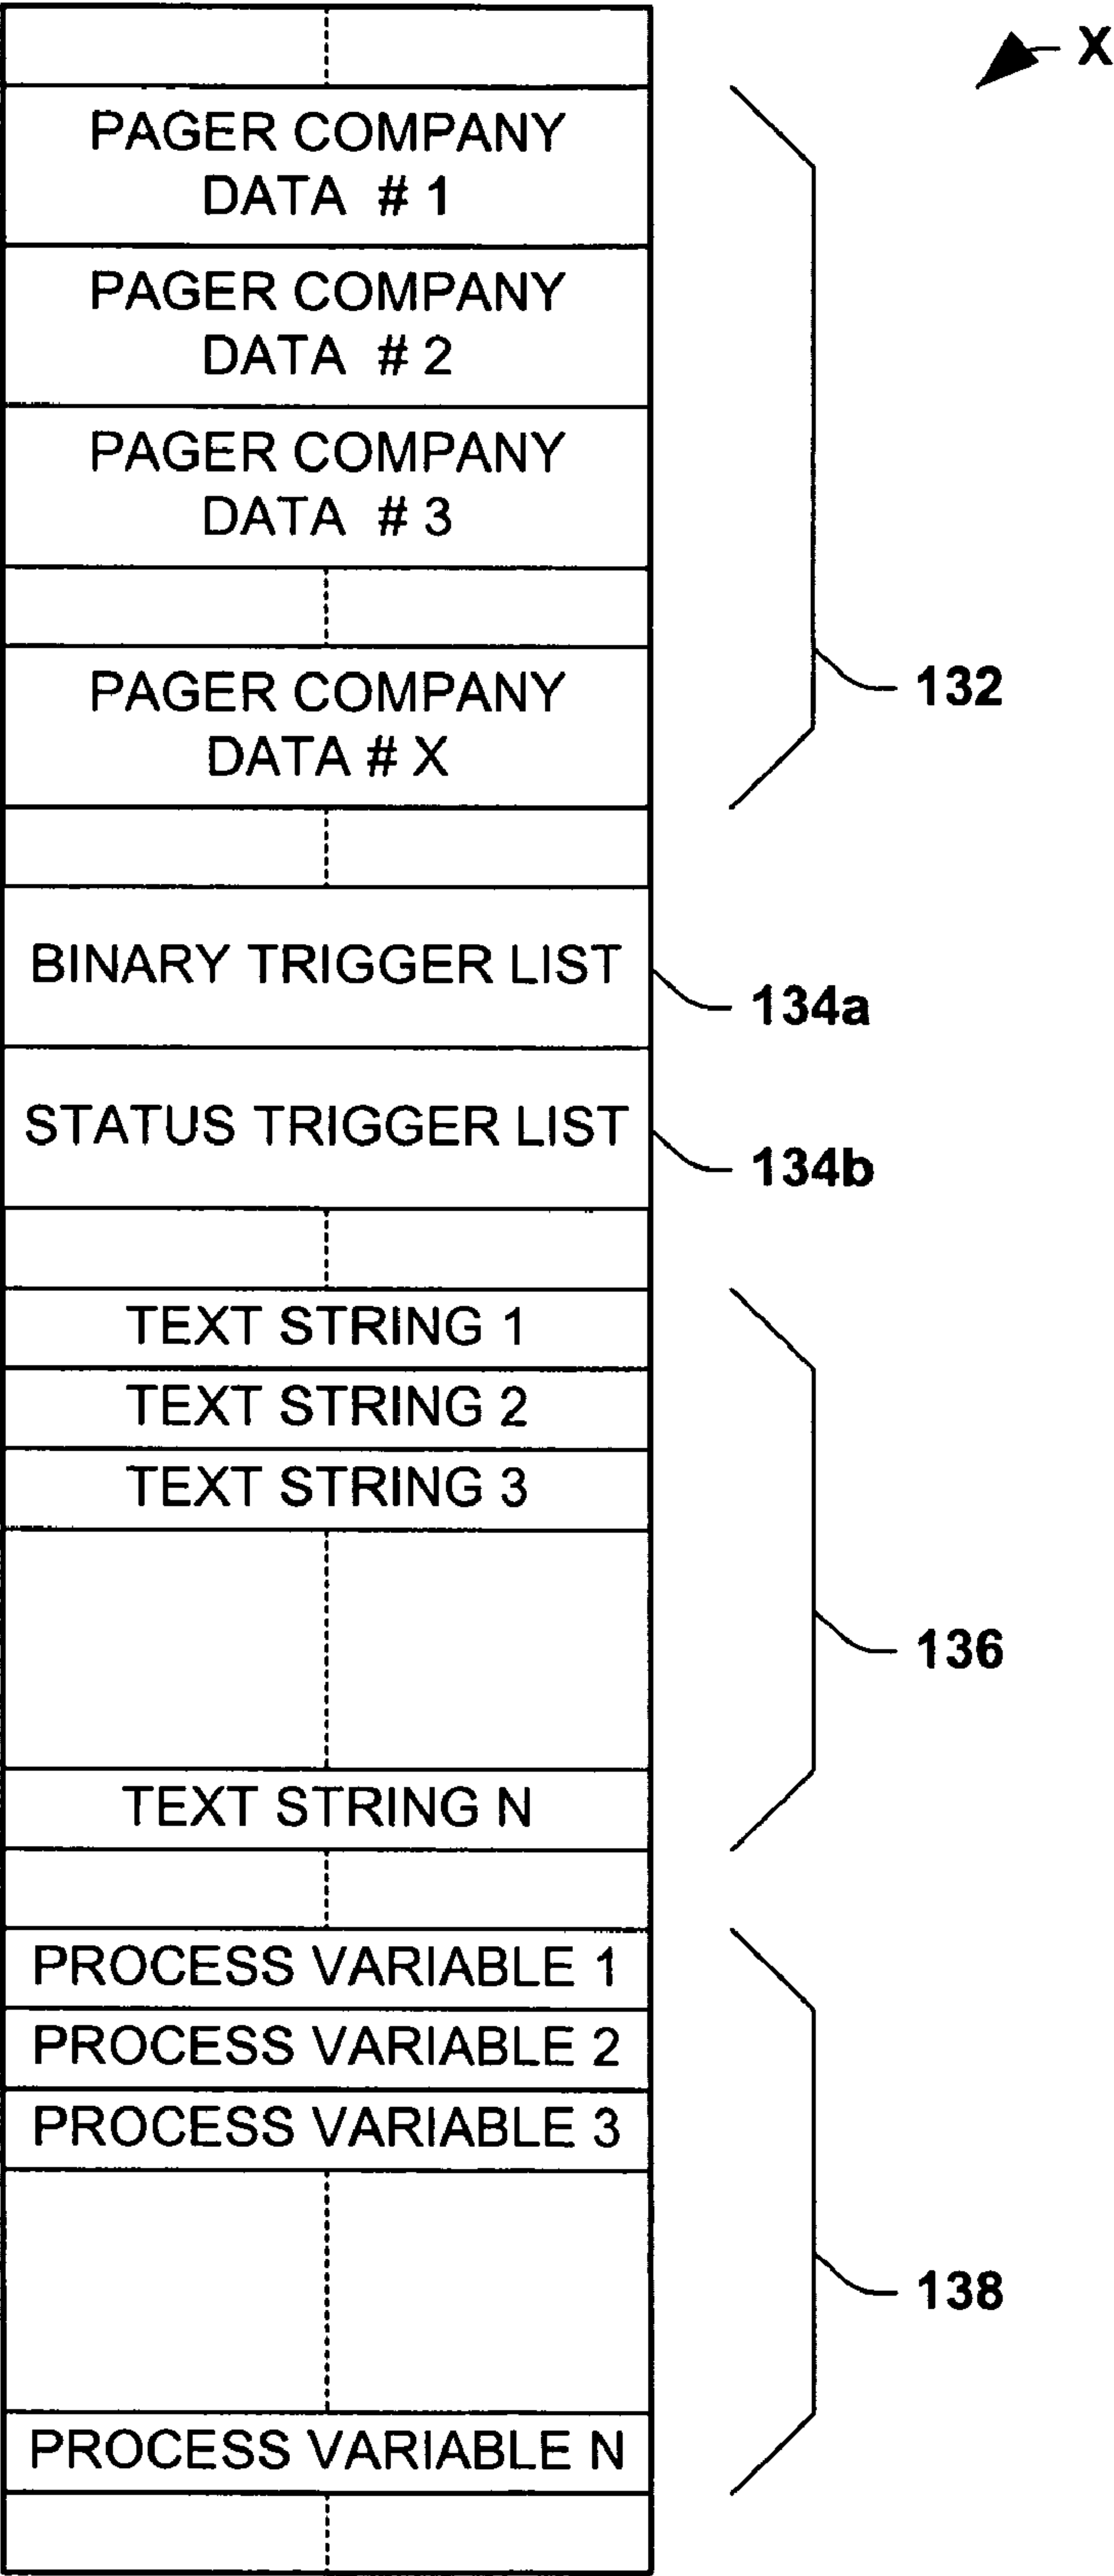 X
PAGER COMPANY
DATA # 1
PAGER COMPANY
DATA # 2
PAGER COMPANY
DATA # 3
PAGER COMPANY
DATA # X
132
BINARY TRIGGER LIST
134a
STATUS TRIGGER LIST
134b
TEXT STRING 1
TEXT STRING 2
TEXT STRING 3
136
TEXT STRING N
PROCESS VARIABLE 1
PROCESS VARIABLE 2
PROCESS VARIABLE 3
138
PROCESS VARIABLE N